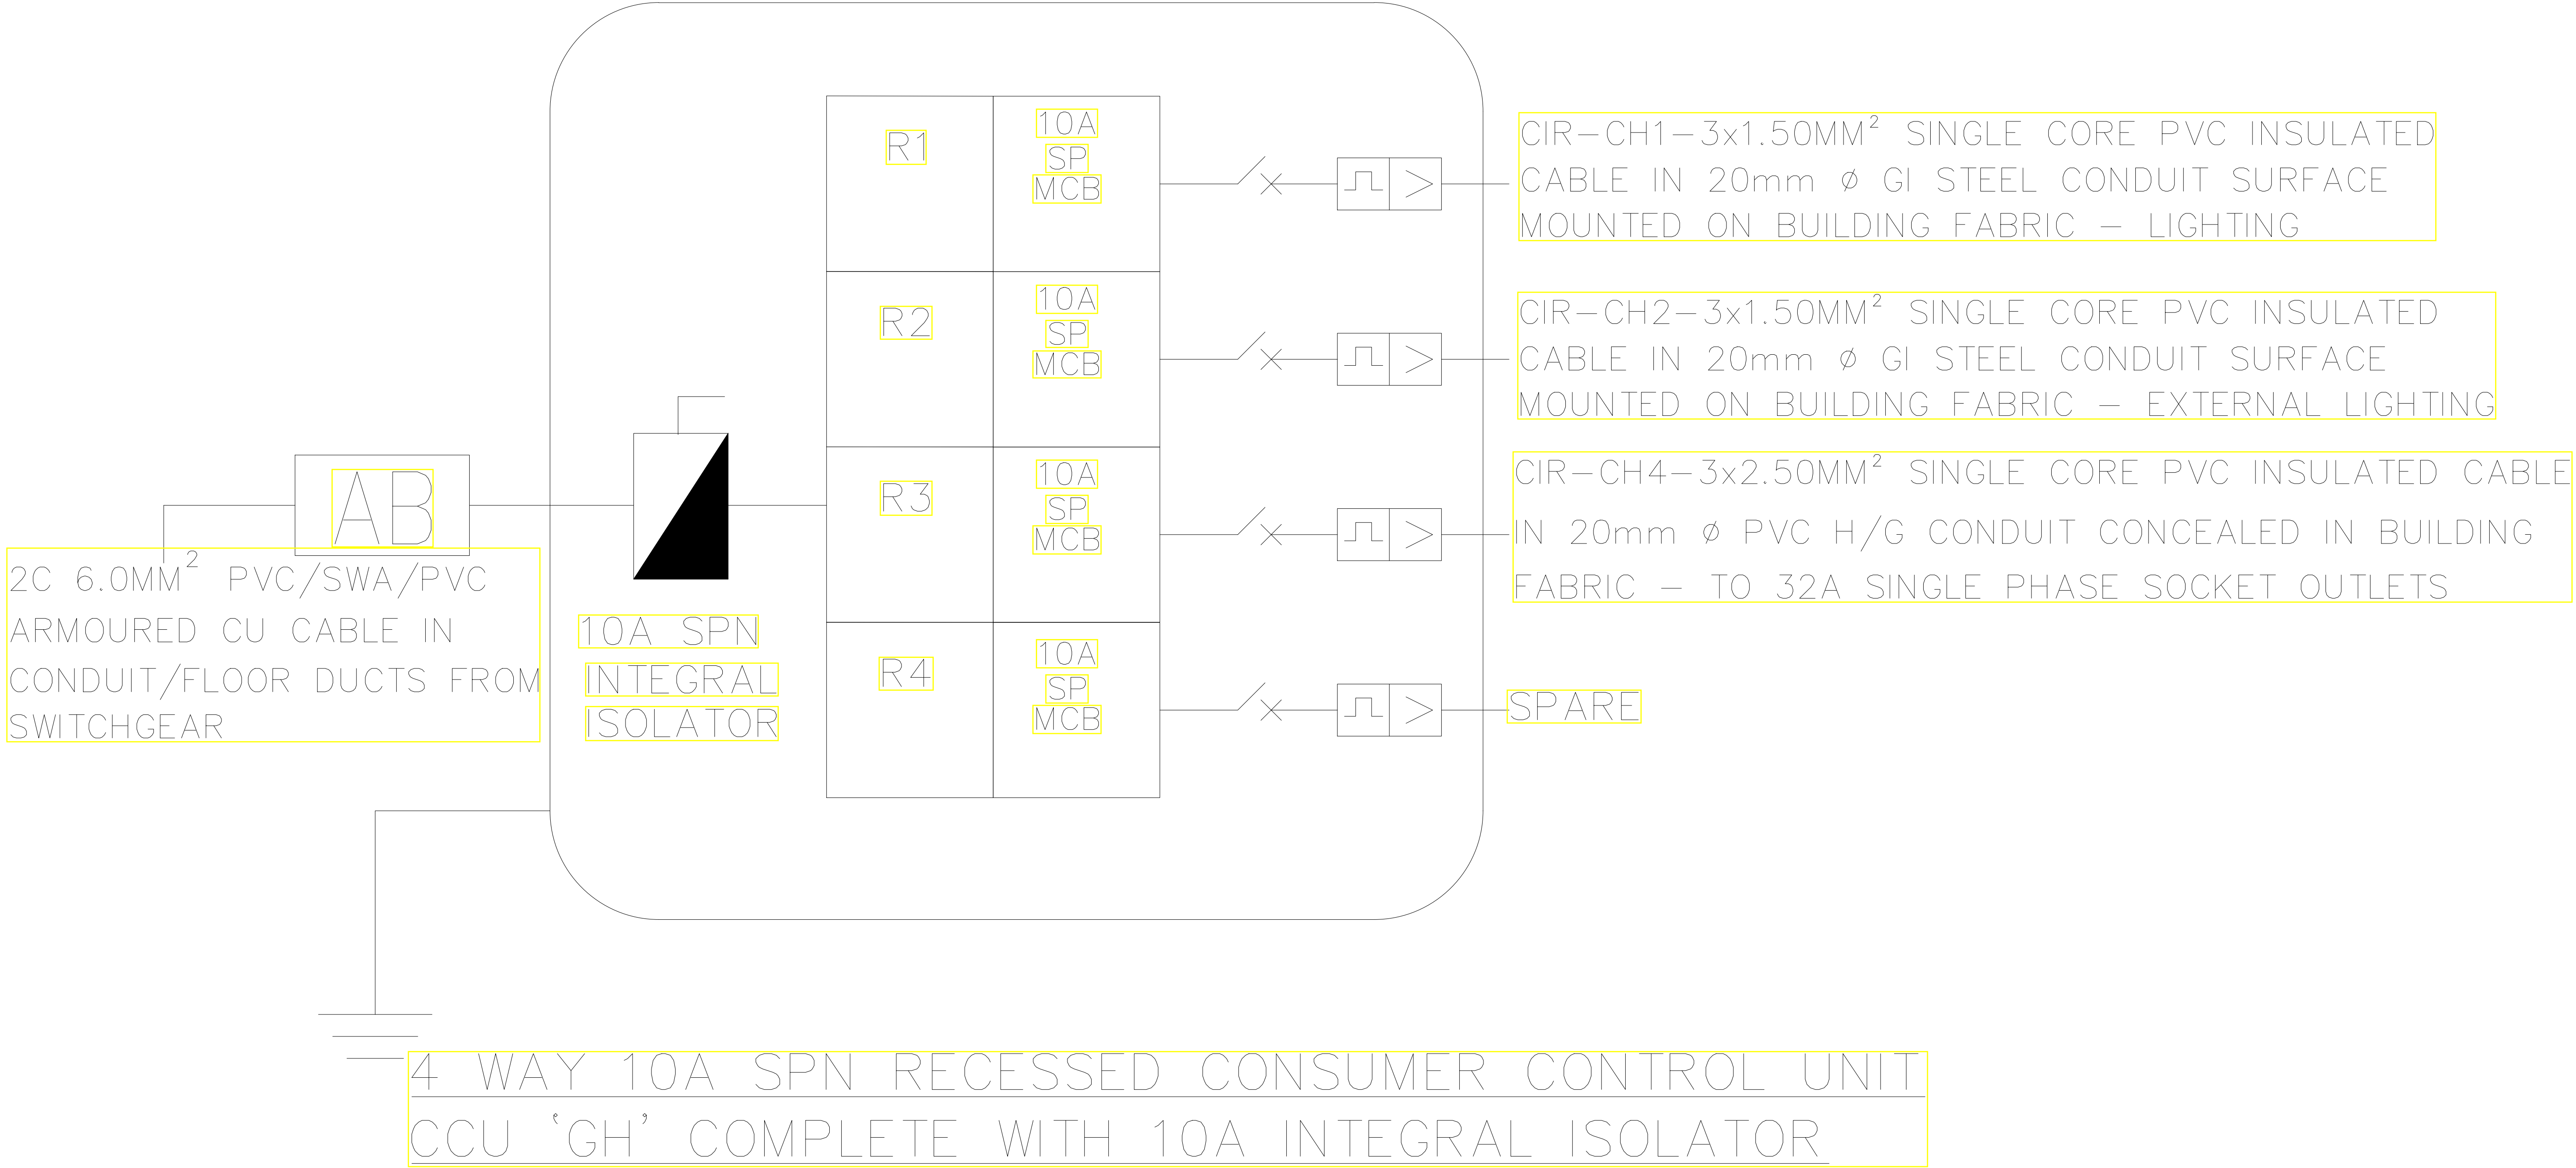 R1
10A
SP
MCB
CIR-CH1-3x1.50MM² SINGLE CORE PVC INSULATED
CABLE IN 20mm ø GI STEEL CONDUIT SURFACE
MOUNTED ON BUILDING FABRIC - LIGHTING
R2
10A
SP
MCB
CIR-CH2-3x1.50MM² SINGLE CORE PVC INSULATED
CABLE IN 20mm ø GI STEEL CONDUIT SURFACE
MOUNTED ON BUILDING FABRIC - EXTERNAL LIGHTING
AB
R3
10A
SP
MCB
CIR-CH4-3x2.50MM² SINGLE CORE PVC INSULATED CABLE
IN 20mm ø PVC H/G CONDUIT CONCEALED IN BUILDING
FABRIC - TO 32A SINGLE PHASE SOCKET OUTLETS
2C 6.0MM² PVC/SWA/PVC
ARMOURED CU CABLE IN
CONDUIT/FLOOR DUCTS FROM
SWITCHGEAR
10A SPN
INTEGRAL
ISOLATOR
R4
10A
SP
MCB
SPARE
4 WAY 10A SPN RECESSED CONSUMER CONTROL UNIT
CCU ‘GH’ COMPLETE WITH 10A INTEGRAL ISOLATOR